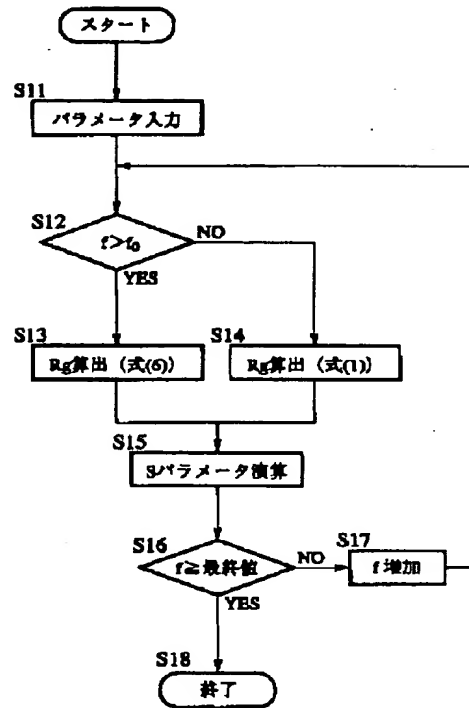 スタート
S11
パラメータ入力
S12
f>f₀
NO
YES
S13
Rg算出（式(6)）
S14
Rg算出（式(1)）
S15
Sパラメータ演算
S16
f≧最終値
NO
YES
S17
f 増加
S18
終了